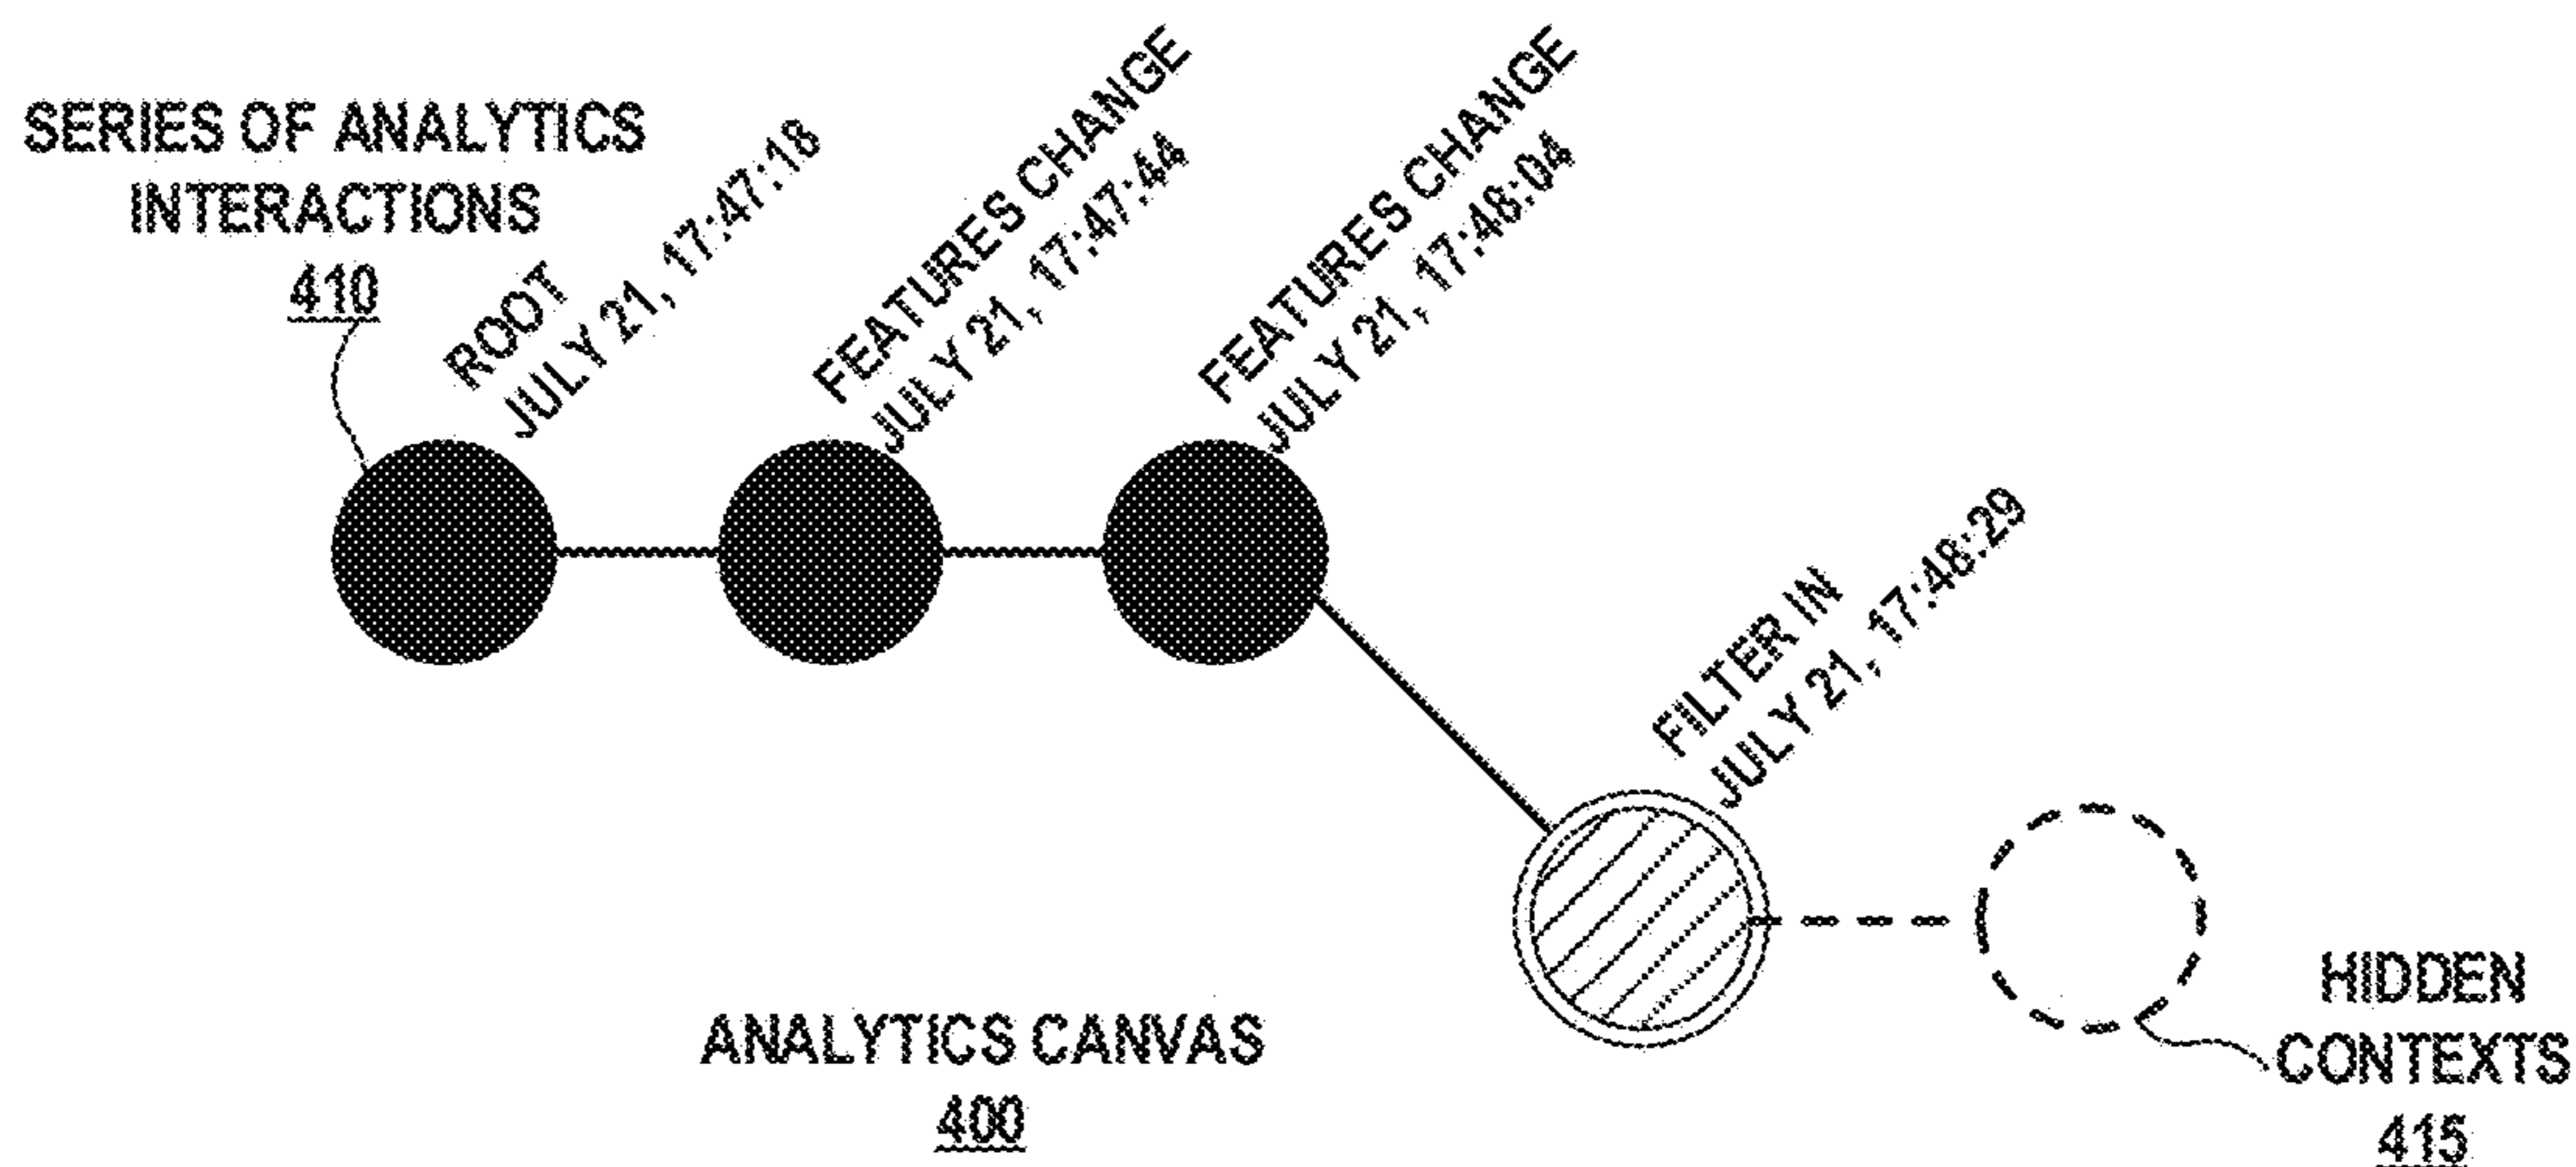 SERIES OF ANALYTICS
INTERACTIONS
410
ROOT
JULY 21, 17:47:18
FEATURES CHANGE
JULY 21, 17:47:44
FEATURES CHANGE
JULY 21, 17:48:04
FILTER IN
JULY 21, 17:48:29
ANALYTICS CANVAS
400
HIDDEN
CONTEXTS
415